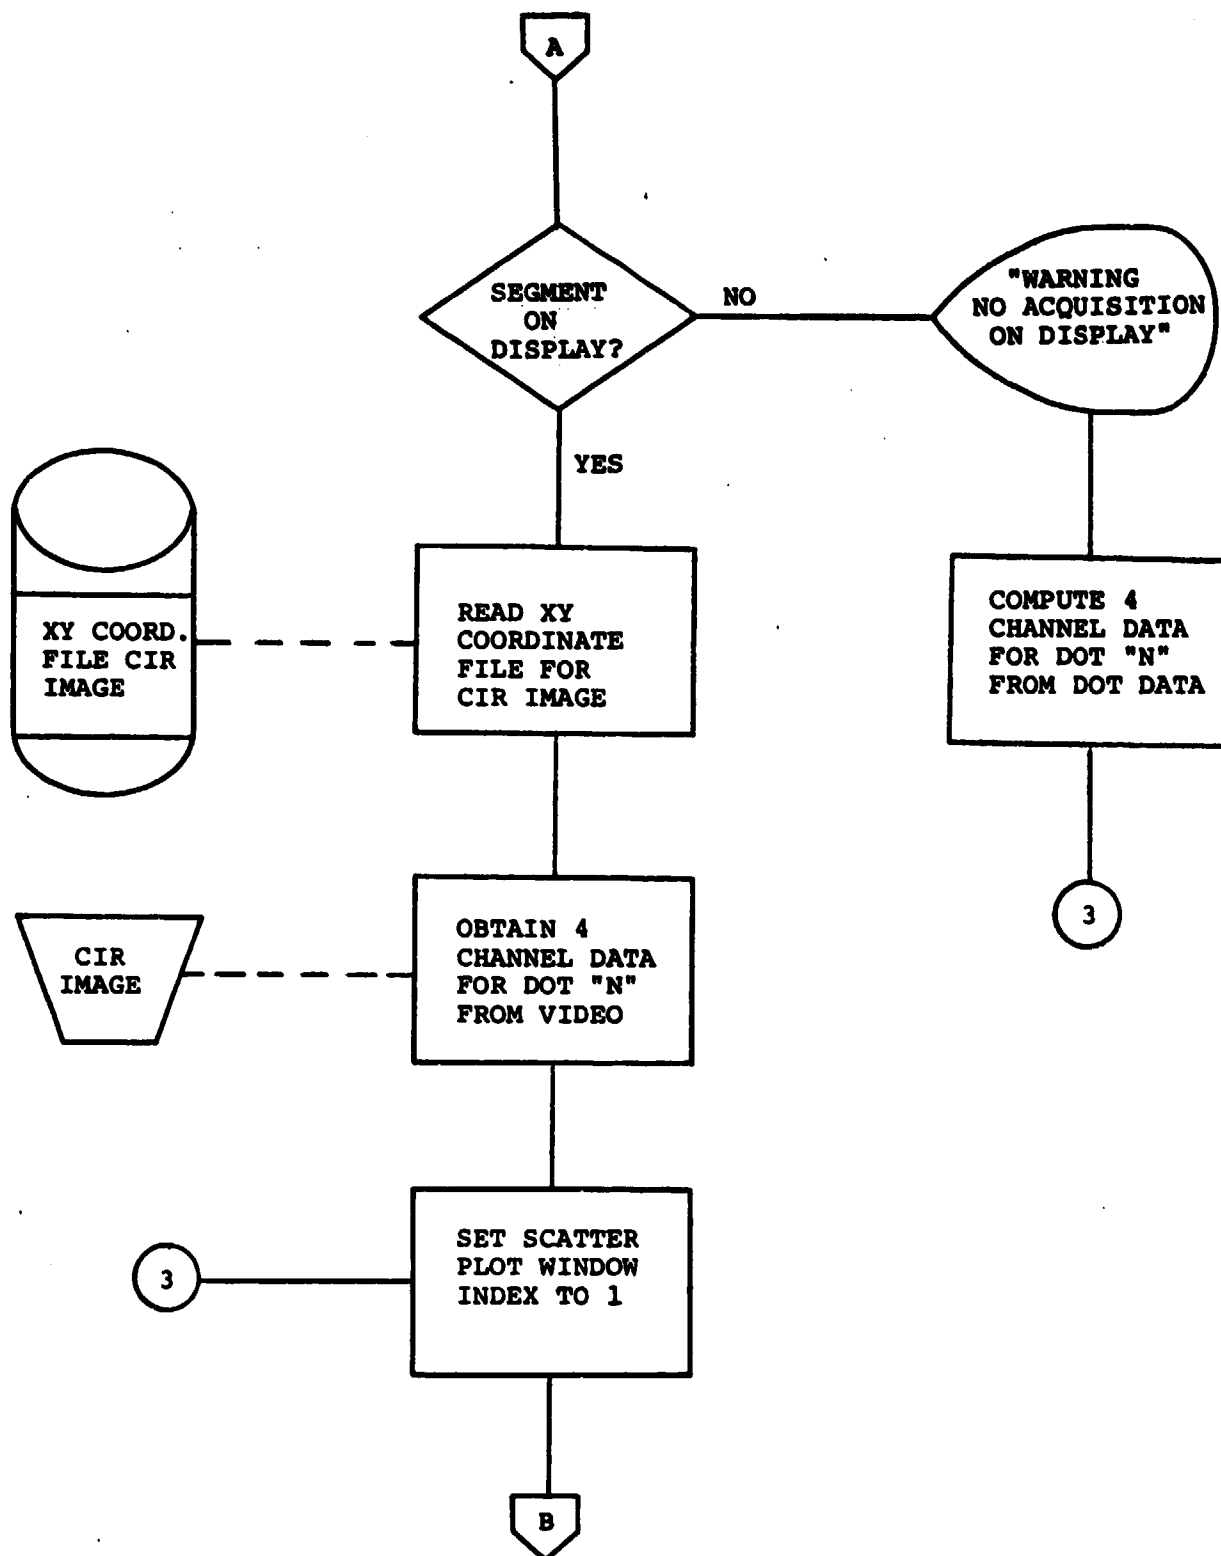 A
SEGMENT
ON
DISPLAY?
NO
"WARNING
NO ACQUISITION
ON DISPLAY"
YES
XY COORD.
FILE CIR
IMAGE
READ XY
COORDINATE
FILE FOR
CIR IMAGE
COMPUTE 4
CHANNEL DATA
FOR DOT "N"
FROM DOT DATA
CIR
IMAGE
OBTAIN 4
CHANNEL DATA
FOR DOT "N"
FROM VIDEO
3
3
SET SCATTER
PLOT WINDOW
INDEX TO 1
B